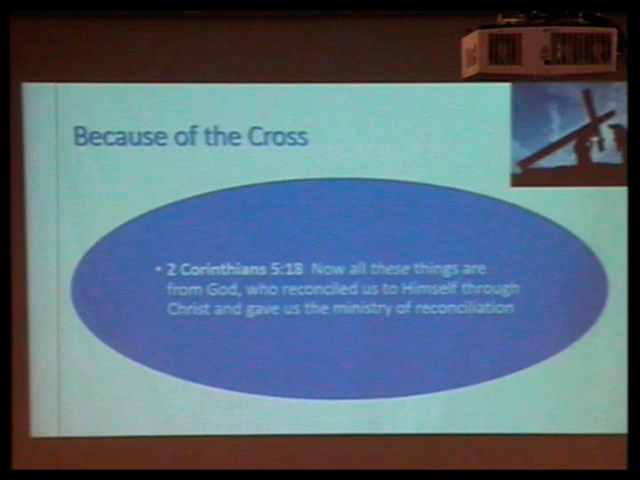 Because of the Cross
• 2 Corinthians 5:18 Now all these things are
from God, who reconciled us to Himself through
Christ and gave us the ministry of reconciliation